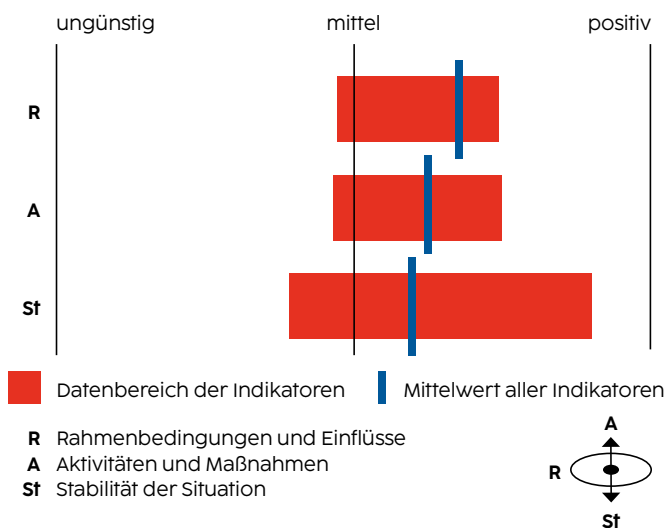 ungünstig mittel positiv
R
A
St
Datenbereich der Indikatoren Mittelwert aller Indikatoren
R Rahmenbedingungen und Einflüsse
A Aktivitäten und Maßnahmen
St Stabilität der Situation
A
R
St